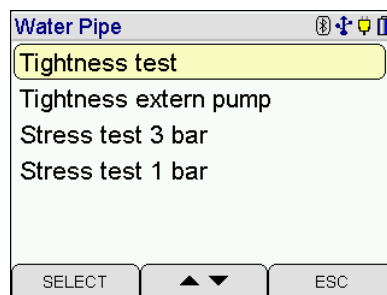 Water Pipe
Tightness test
Tightness extern pump
Stress test 3 bar
Stress test 1 bar
SELECT ESC